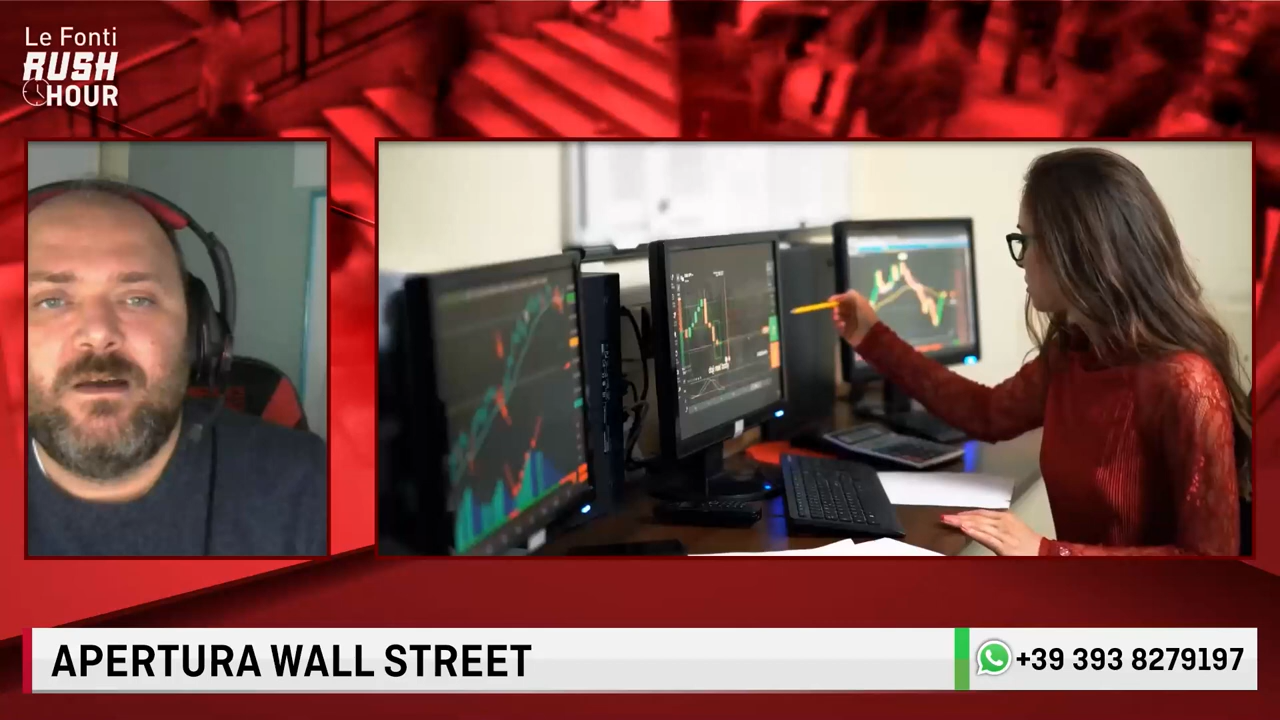 Le Fonti
RUSH
HOUR
APERTURA WALL STREET
+39 393 8279197